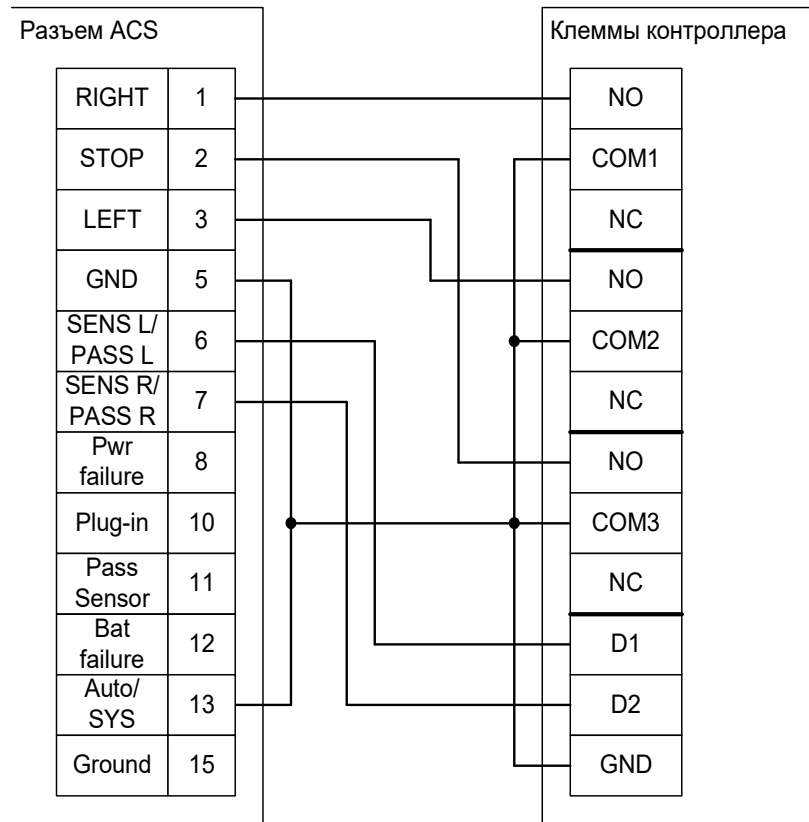 Разъем ACS
RIGHT 1
STOP 2
LEFT 3
GND 5
SENS L/
PASS L
6
SENS R/
PASS R
7
Pwr
failure
8
Plug-in 10
Pass
Sensor
11
Bat
failure
12
Auto/
SYS
13
Ground 15
Клеммы контроллера
NO
COM1
NC
NO
COM2
NC
NO
COM3
NC
D1
D2
GND